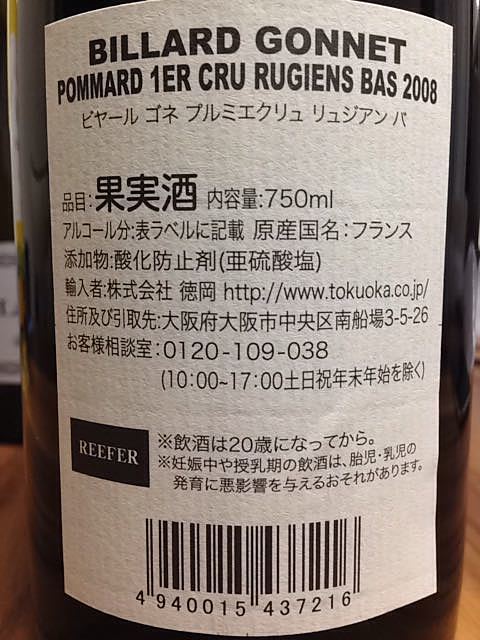 BILLARD GONNET
POMMARD 1ER CRU RUGIENS BAS 2008
ビヤール ゴネ プルミエクリュ リュジアン バ
品目:果実酒 内容量:750ml
アルコール分:表ラベルに記載 原産国名:フランス
添加物:酸化防止剤(亜硫酸塩)
輸入者:株式会社 徳岡 http://www.tokuoka.co.jp/
住所及び引取先:大阪府大阪市中央区南船場3-5-26
お客様相談室:0120-109-038
(10:00~17:00土日祝年末年始を除く)
REEFER
※飲酒は20歳になってから。
※妊娠中や授乳期の飲酒は、胎児・乳児の
発育に悪影響を与えるおそれがあります。
4 940015 437216